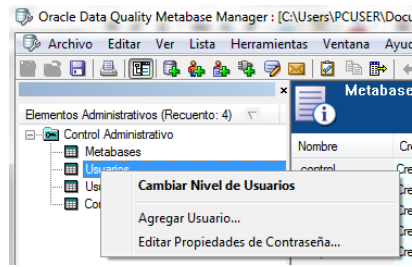 Oracle Data Quality Metabase Manager : [C:\Users\PCUSER\Docu
Archivo Editar Ver Lista Herramientas Ventana Ayuc
Metabase
Elementos Administrativos (Recuento: 4)
Control Administrativo
Metabases
Usuarios
Nombre
control
Cambiar Nivel de Usuarios
Agregar Usuario...
Editar Propiedades de Contraseña...